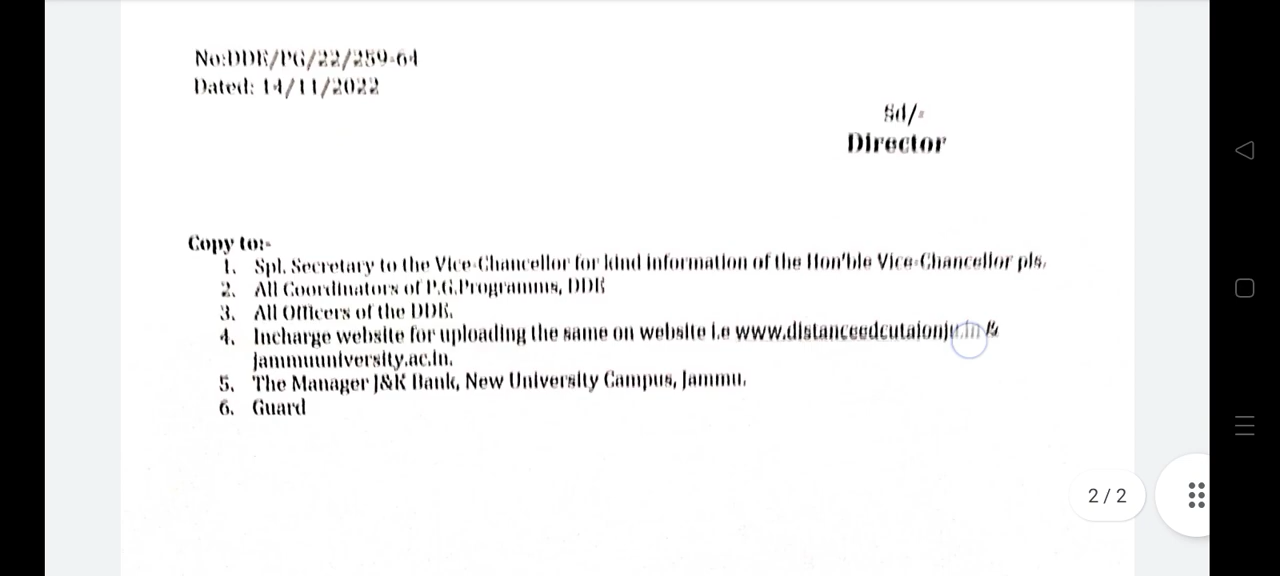 No:DDE/PG/22/259-64
Dated: 14/11/2022
Sd/-
Director
Copy to:-
1. Spl. Secretary to the Vice-Chancellor for kind information of the Hon'ble Vice-Chancellor pls.
2. All Coordinators of P.G.Programms, DDE
3. All Officers of the DDE.
4. Incharge website for uploading the same on website i.e www.distanceedcutaionju.in &
jammuuniversity.ac.in.
5. The Manager J&K Bank, New University Campus, Jammu.
6. Guard
2 / 2